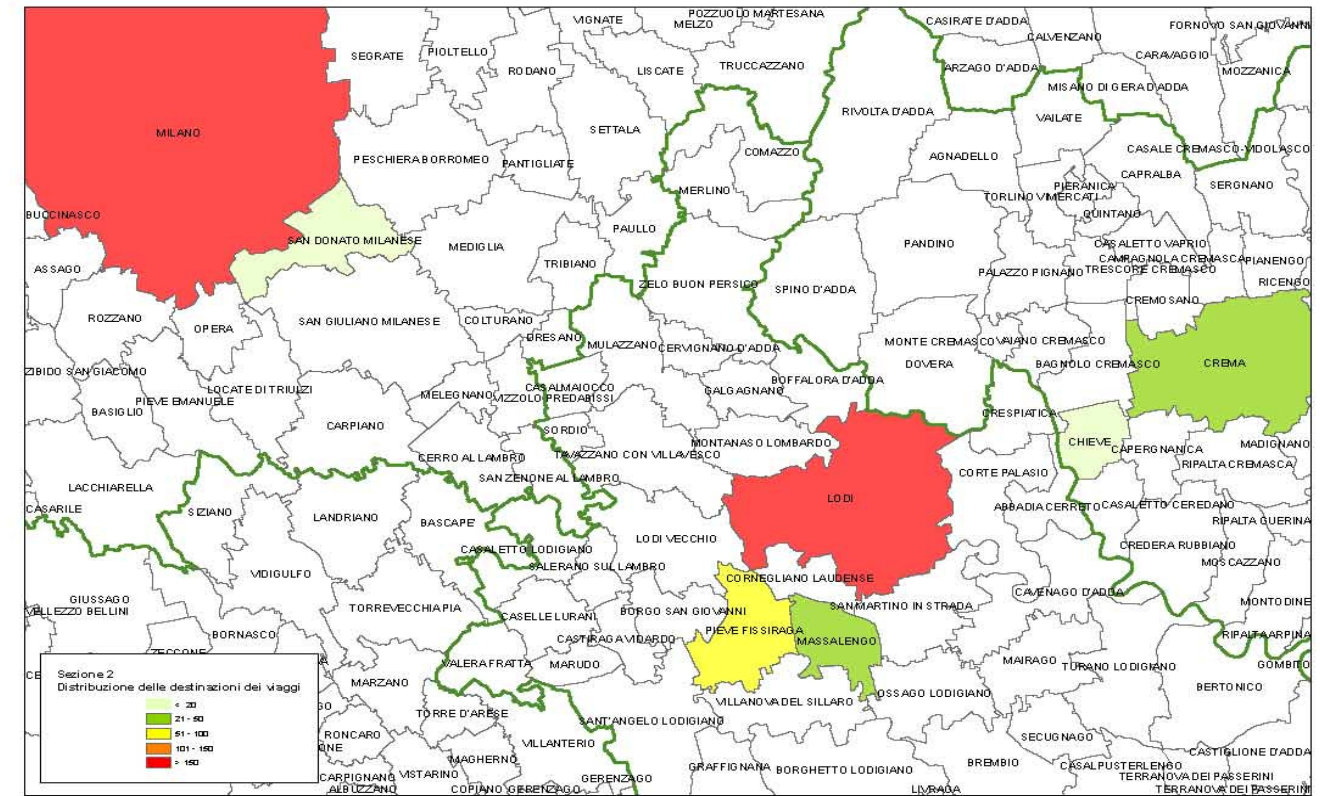 VIGNATE
POZZUOLO MARTESANA
MELZO
CASIRATE D'ADDA
FORNOVO SAN GIOVANNI
CALVENZANO
SEGRATE
PIOLTELLO
CARAVAGGIO
RODANO
LISCATE
TRUCCAZZANO
ARZAGO D'ADDA
MOZZANICA
MISANO DI GERA D'ADDA
RIVOLTA D'ADDA
VAILATE
MILANO
SETTALA
CASALE CREMASCO-VIDOLASCO
COMAZZO
PESCHIERA BORROMEO
PANTIGLIATE
AGNADELLO
CAPRALBA
MERLINO
PIERANICA
SERGNANO
TORLINO VIMERCATI
BUCCINASCO
QUINTANO
PAULLO
SAN DONATO MILANESE
MEDIGLIA
PANDINO
CASALETTO VAPRIO
CAMPAGNOLA CREMASCA
PIANENGO
ASSAGO
TRIBIANO
PALAZZO PIGNANO
TRESCORE CREMASCO
ZELO BUON PERSICO
SPINO D'ADDA
RICENGO
CREMOSANO
ROZZANO
OPERA
SAN GIULIANO MILANESE
COLTURANO
DRESANO
MULAZZANO
CERVIGNANO D'ADDA
MONTE CREMASCO
VAIANO CREMASCO
DOVERA
BAGNOLO CREMASCO
CREMA
ZIBIDO SAN GIACOMO
LOCATE DI TRIULZI
CASALMAIOCCO
BOFFALORA D'ADDA
GALGAGNANO
PIEVE EMANUELE
MELEGNANO
VIZZOLO PREDABISSI
BASIGLIO
CRESPIATICA
CARPIANO
SORDIO
MONTANASO LOMBARDO
CHIEVE
CAPERGNANICA
MADIGNANO
CERRO AL LAMBRO
TAVAZZANO CON VILLAVESCO
RIPALTA CREMASCA
SAN ZENONE AL LAMBRO
CORTE PALASIO
LACCHIARELLA
LODI
CASARILE
SIZIANO
LANDRIANO
BASCAPE'
ABBADIA CERRETO
CASALETTO CEREDANO
RIPALTA GUERINA
LODI VECCHIO
CASALETTO LODIGIANO
CREDERA RUBBIANO
SALERANO SUL LAMBRO
MOSCAZZANO
VIDIGULFO
CORNEGLIANO LAUDENSE
CAVENAGO D'ADDA
GIUSSAGO
VELLEZZO BELLINI
TORREVECCHIA PIA
CASELLE LURANI
BORGO SAN GIOVANNI
SAN MARTINO IN STRADA
MONTODINE
BORNASCO
PIEVE FISSIRAGA
RIPALTA ARPINA
CASTIRAGA VIDARDO
MASSALENGO
ZECCONE
VALERA FRATTA
MARUDO
MAIRAGO
TURANO LODIGIANO
GOMBITO
MARZANO
OSSAGO LODIGIANO
BERTONICO
VILLANOVA DEL SILLARO
TORRE D'ARESE
SANT'ANGELO LODIGIANO
RONCARO
VILLANTERIO
SECUGNAGO
CASTIGLIONE D'ADDA
MAGHERNO
GRAFFIGNANA
BORGHETTO LODIGIANO
BREMBIO
CASALPUSTERLENGO
CARPIGNANO
VISTARINO
GERENZAGO
TERRANOVA DEI PASSERINI
ALBUZZANO
COPIANO
GERENZAGO
LIVRAGA
TERRANOVA DEI PASSERINI
Sezione 2
Distribuzione delle destinazioni dei viaggi
< 20
21 - 50
51 - 100
101 - 150
> 150